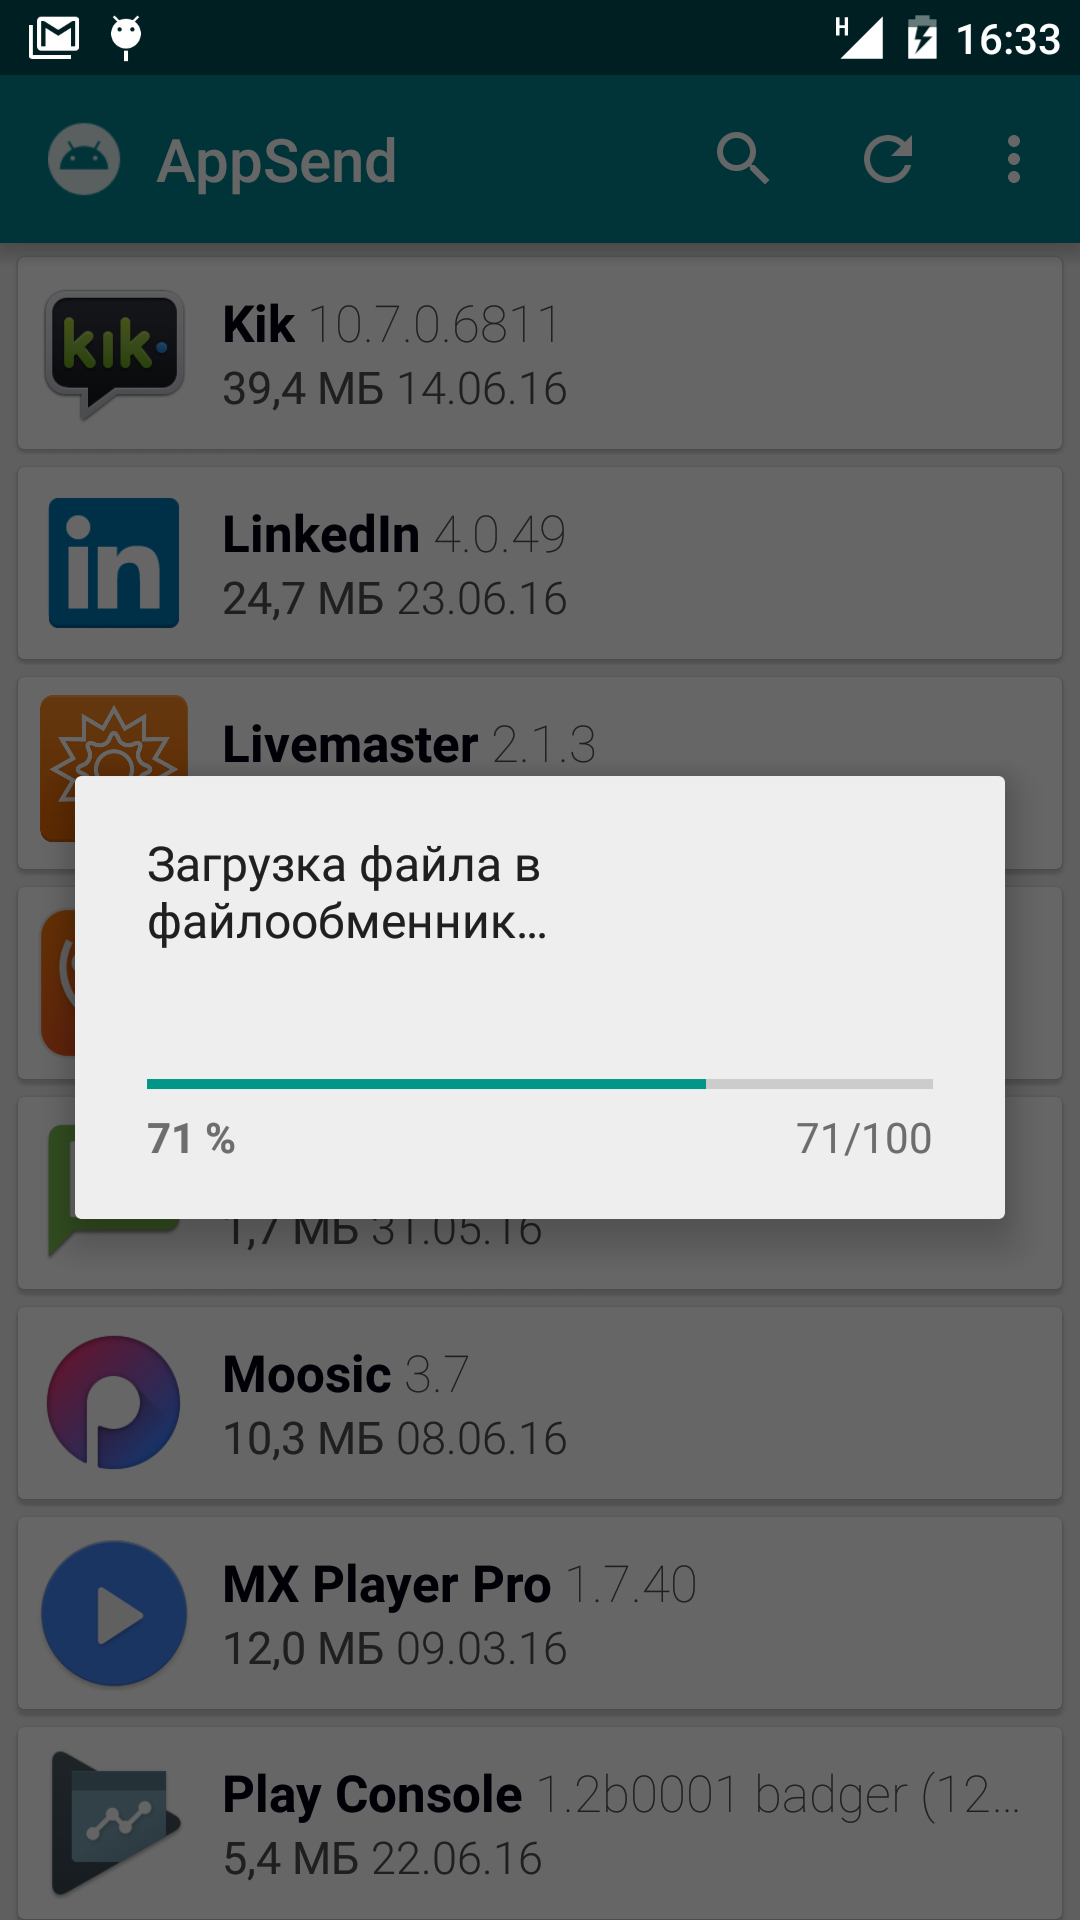 H 16:33
AppSend
kik
Kik 10.7.0.6811
39,4 МБ 14.06.16
in
LinkedIn 4.0.49
24,7 МБ 23.06.16
Livemaster 2.1.3
Загрузка файла в
файлообменник…
71 %
71/100
1,7 МБ 31.05.16
Moosic 3.7
10,3 МБ 08.06.16
MX Player Pro 1.7.40
12,0 МБ 09.03.16
Play Console 1.2b0001 badger (12…
5,4 МБ 22.06.16